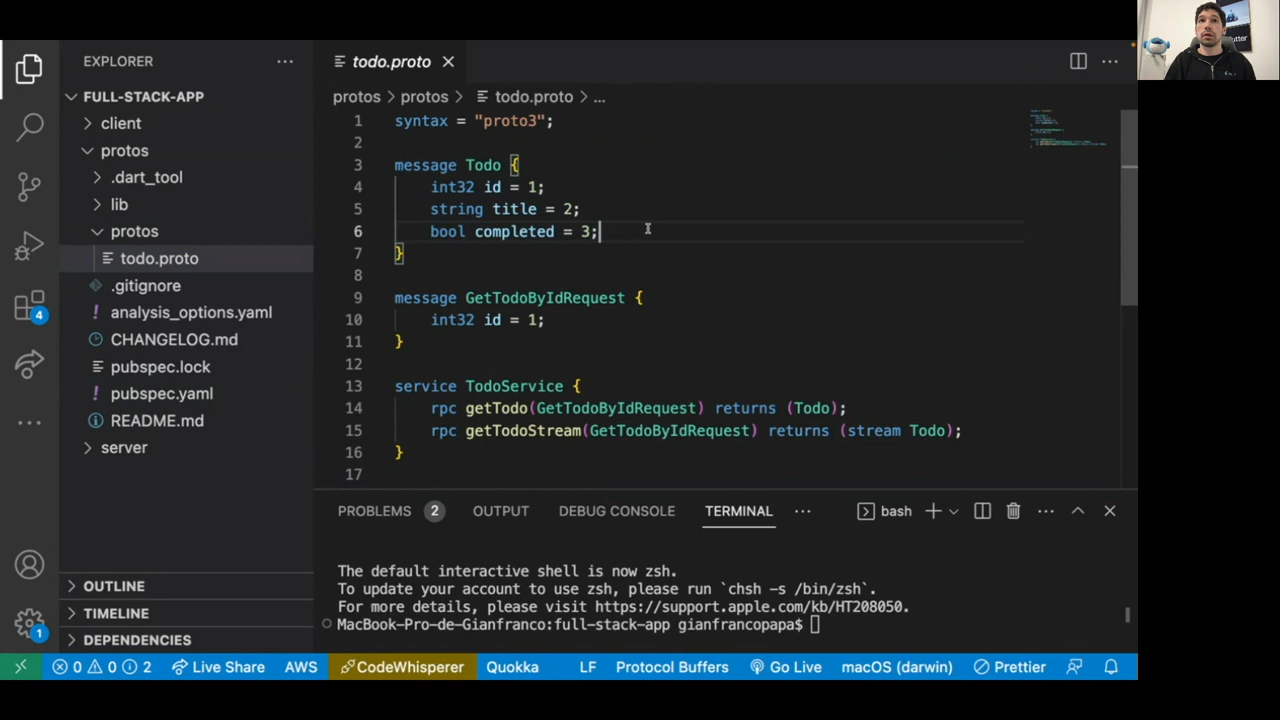 EXPLORER
FULL-STACK-APP
client
protos
.dart_tool
lib
protos
todo.proto
.gitignore
analysis_options.yaml
CHANGELOG.md
pubspec.lock
pubspec.yaml
README.md
server
OUTLINE
TIMELINE
DEPENDENCIES
4
1
todo.proto
protos > protos > todo.proto > ...
1 syntax = "proto3";
2
3 message Todo {
4 int32 id = 1;
5 string title = 2;
6 bool completed = 3;
7 }
8
9 message GetTodoByIdRequest {
10 int32 id = 1;
11 }
12
13 service TodoService {
14 rpc getTodo(GetTodoByIdRequest) returns (Todo);
15 rpc getTodoStream(GetTodoByIdRequest) returns (stream Todo);
16 }
17
PROBLEMS 2 OUTPUT DEBUG CONSOLE TERMINAL ... bash
The default interactive shell is now zsh.
To update your account to use zsh, please run `chsh -s /bin/zsh`.
For more details, please visit https://support.apple.com/kb/HT208050.
MacBook-Pro-de-Gianfranco:full-stack-app gianfrancopapa$
0 0 2 Live Share AWS CodeWhisperer Quokka LF Protocol Buffers Go Live macOS (darwin) Prettier